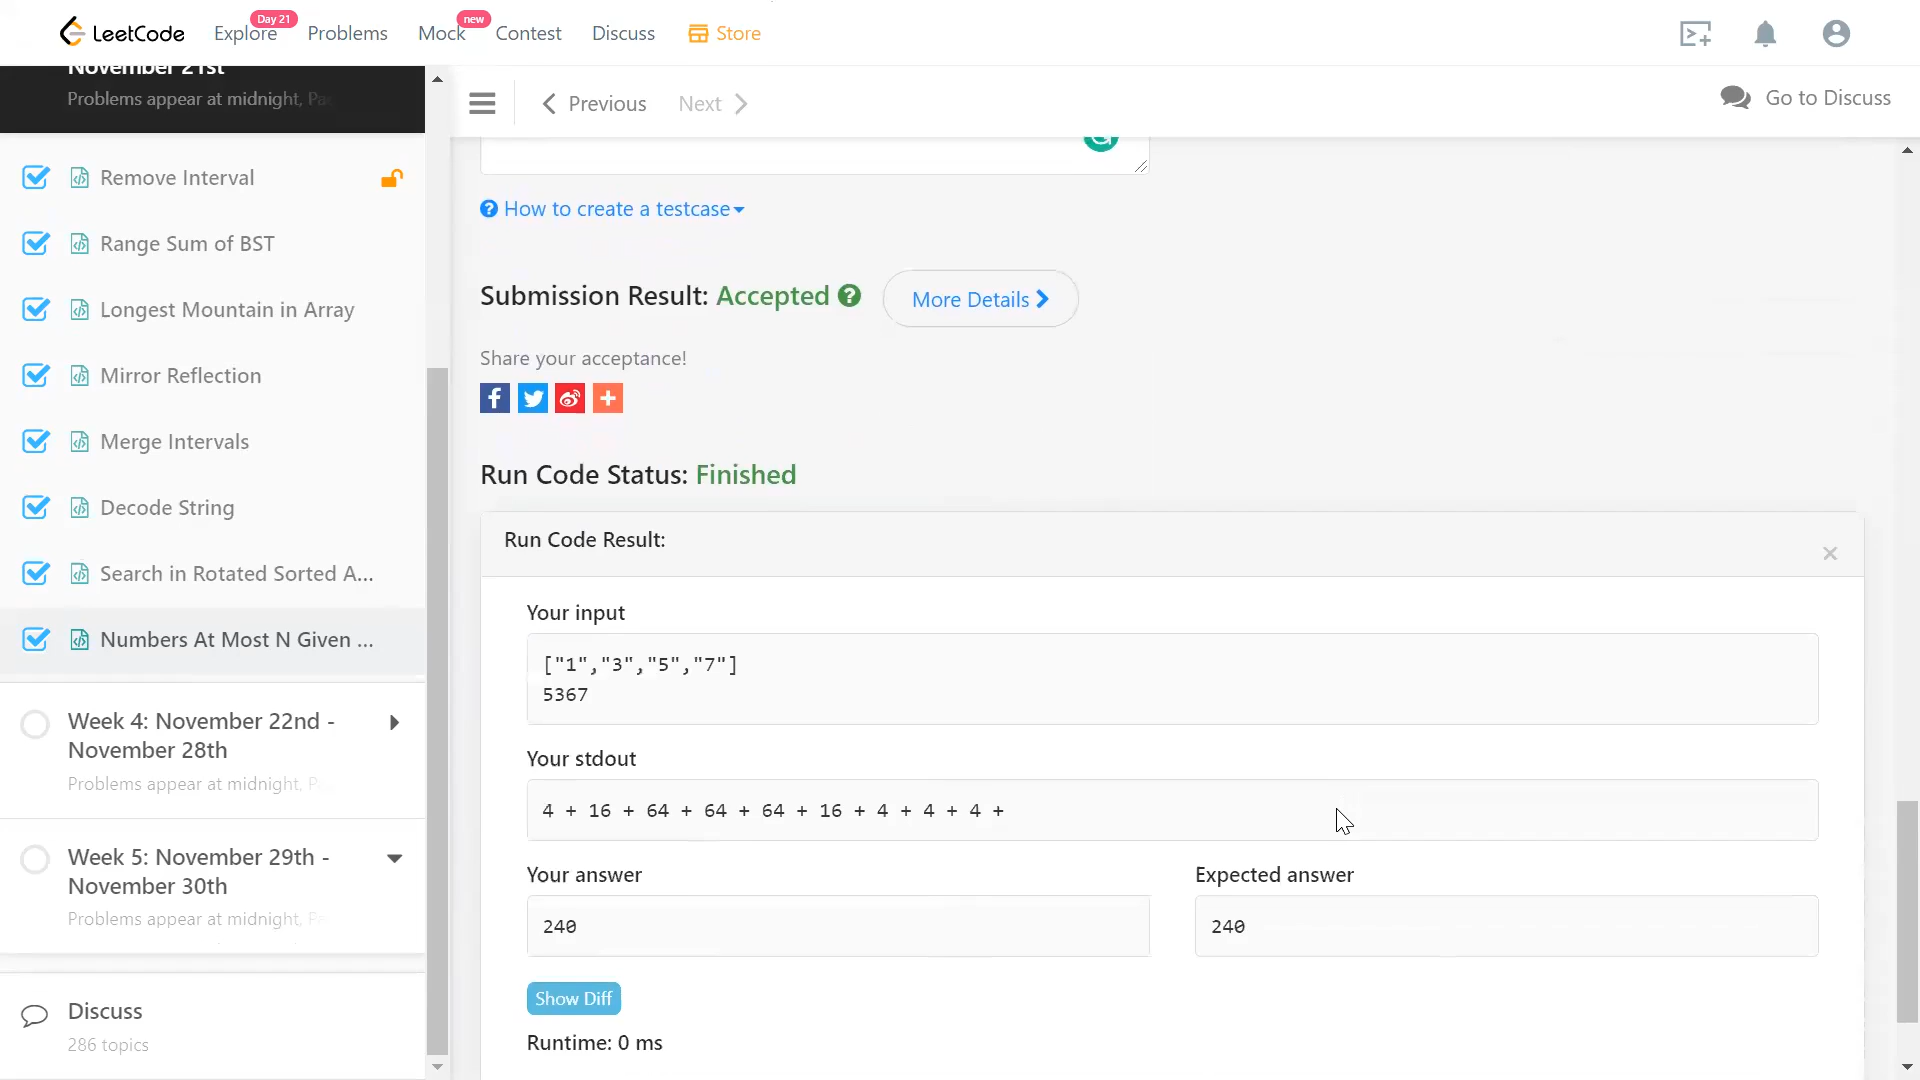 LeetCode
Explore
Day 21
Problems
Mock
new
Contest
Discuss
Store
November 21st
Problems appear at midnight, Pa
Remove Interval
Range Sum of BST
Longest Mountain in Array
Mirror Reflection
Merge Intervals
Decode String
Search in Rotated Sorted A...
Numbers At Most N Given ...
Week 4: November 22nd -
November 28th
Problems appear at midnight, Pa
Week 5: November 29th -
November 30th
Problems appear at midnight, Pa
Discuss
286 topics
Previous
Next
Go to Discuss
How to create a testcase
Submission Result: Accepted
More Details
Share your acceptance!
Run Code Status: Finished
Run Code Result:
×
Your input
["1","3","5","7"]
5367
Your stdout
4 + 16 + 64 + 64 + 64 + 16 + 4 + 4 + 4 +
Your answer
240
Expected answer
240
Show Diff
Runtime: 0 ms